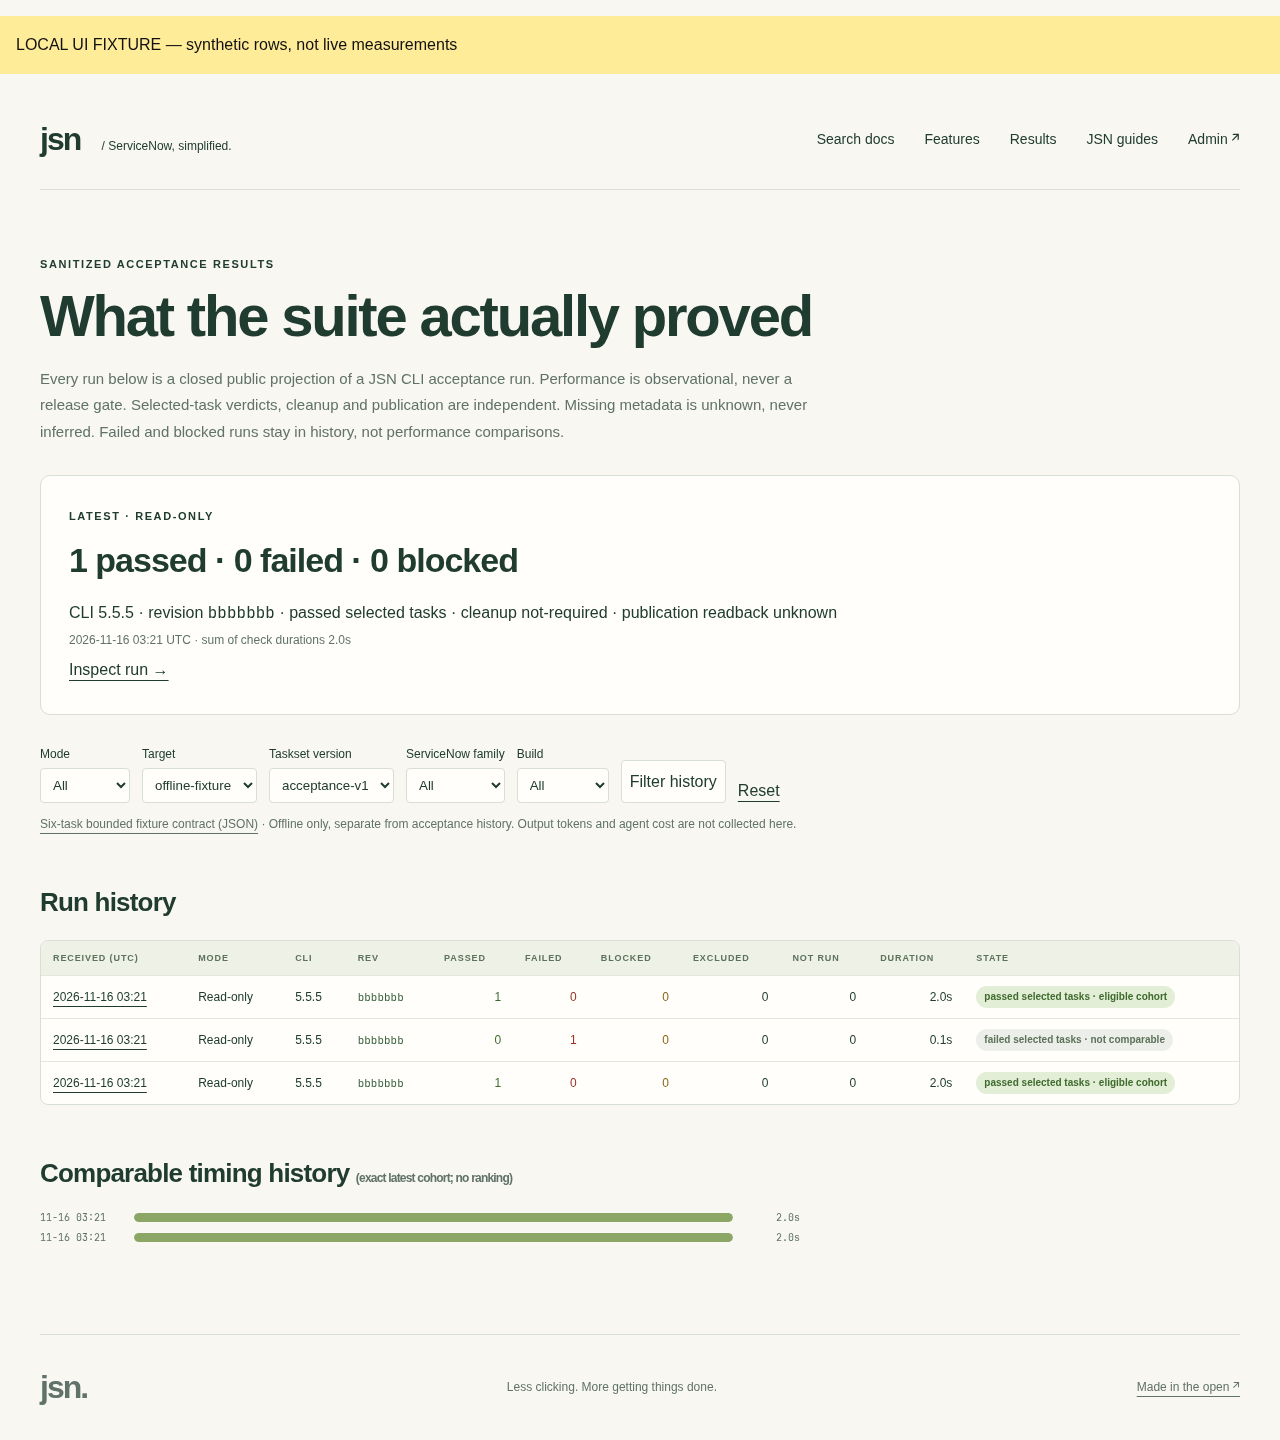 LOCAL UI FIXTURE — synthetic rows, not live measurements
jsn / ServiceNow, simplified. Search docs Features Results JSN guides Admin ↗
SANITIZED ACCEPTANCE RESULTS
What the suite actually proved
Every run below is a closed public projection of a JSN CLI acceptance run. Performance is observational, never a
release gate. Selected-task verdicts, cleanup and publication are independent. Missing metadata is unknown, never
inferred. Failed and blocked runs stay in history, not performance comparisons.
LATEST · READ-ONLY
1 passed · 0 failed · 0 blocked
CLI 5.5.5 · revision bbbbbbb · passed selected tasks · cleanup not-required · publication readback unknown
2026-11-16 03:21 UTC · sum of check durations 2.0s
Inspect run →
Mode Target Taskset version ServiceNow family Build
All offline-fixture acceptance-v1 All All Filter history Reset
Six-task bounded fixture contract (JSON) · Offline only, separate from acceptance history. Output tokens and agent cost are not collected here.
Run history
RECEIVED (UTC) MODE CLI REV PASSED FAILED BLOCKED EXCLUDED NOT RUN DURATION STATE
2026-11-16 03:21 Read-only 5.5.5 bbbbbbb 1 0 0 0 0 2.0s passed selected tasks · eligible cohort
2026-11-16 03:21 Read-only 5.5.5 bbbbbbb 0 1 0 0 0 0.1s failed selected tasks · not comparable
2026-11-16 03:21 Read-only 5.5.5 bbbbbbb 1 0 0 0 0 2.0s passed selected tasks · eligible cohort
Comparable timing history (exact latest cohort; no ranking)
11-16 03:21 2.0s
11-16 03:21 2.0s
jsn. Less clicking. More getting things done. Made in the open ↗